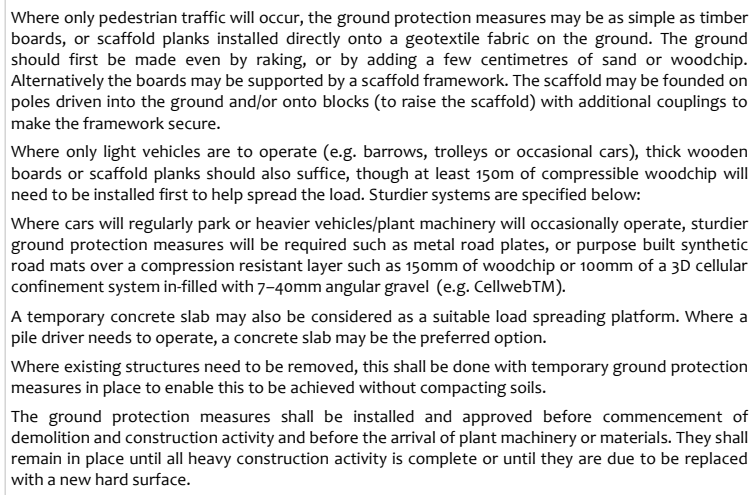 Where only pedestrian traffic will occur, the ground protection measures may be as simple as timber
boards, or scaffold planks installed directly onto a geotextile fabric on the ground. The ground
should first be made even by raking, or by adding a few centimetres of sand or woodchip.
Alternatively the boards may be supported by a scaffold framework. The scaffold may be founded on
poles driven into the ground and/or onto blocks (to raise the scaffold) with additional couplings to
make the framework secure.
Where only light vehicles are to operate (e.g. barrows, trolleys or occasional cars), thick wooden
boards or scaffold planks should also suffice, though at least 150m of compressible woodchip will
need to be installed first to help spread the load. Sturdier systems are specified below:
Where cars will regularly park or heavier vehicles/plant machinery will occasionally operate, sturdier
ground protection measures will be required such as metal road plates, or purpose built synthetic
road mats over a compression resistant layer such as 150mm of woodchip or 100mm of a 3D cellular
confinement system in-filled with 7–40mm angular gravel (e.g. CellwebTM).
A temporary concrete slab may also be considered as a suitable load spreading platform. Where a
pile driver needs to operate, a concrete slab may be the preferred option.
Where existing structures need to be removed, this shall be done with temporary ground protection
measures in place to enable this to be achieved without compacting soils.
The ground protection measures shall be installed and approved before commencement of
demolition and construction activity and before the arrival of plant machinery or materials. They shall
remain in place until all heavy construction activity is complete or until they are due to be replaced
with a new hard surface.